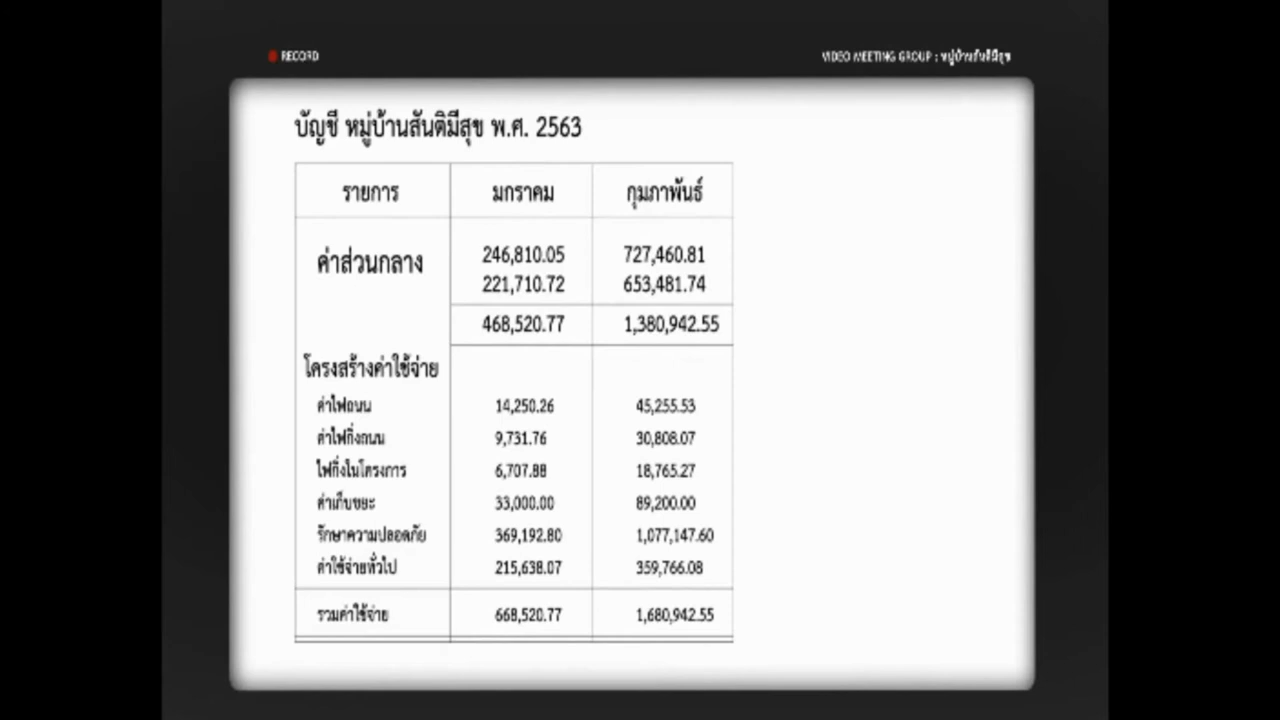 RECORD
VIDEO MEETING GROUP : หมู่บ้านสันติมีสุข
บัญชี หมู่บ้านสันติมีสุข พ.ศ. 2563
รายการ มกราคม กุมภาพันธ์
ค่าส่วนกลาง 246,810.05 727,460.81
221,710.72 653,481.74
468,520.77 1,380,942.55
โครงสร้างค่าใช้จ่าย
ค่าไฟถนน 14,250.26 45,255.53
ค่าไฟกิ่งถนน 9,731.76 30,808.07
ไฟกิ่งในโครงการ 6,707.88 18,765.27
ค่าเก็บขยะ 33,000.00 89,200.00
รักษาความปลอดภัย 369,192.80 1,077,147.60
ค่าใช้จ่ายทั่วไป 215,638.07 359,766.08
รวมค่าใช้จ่าย 668,520.77 1,680,942.55